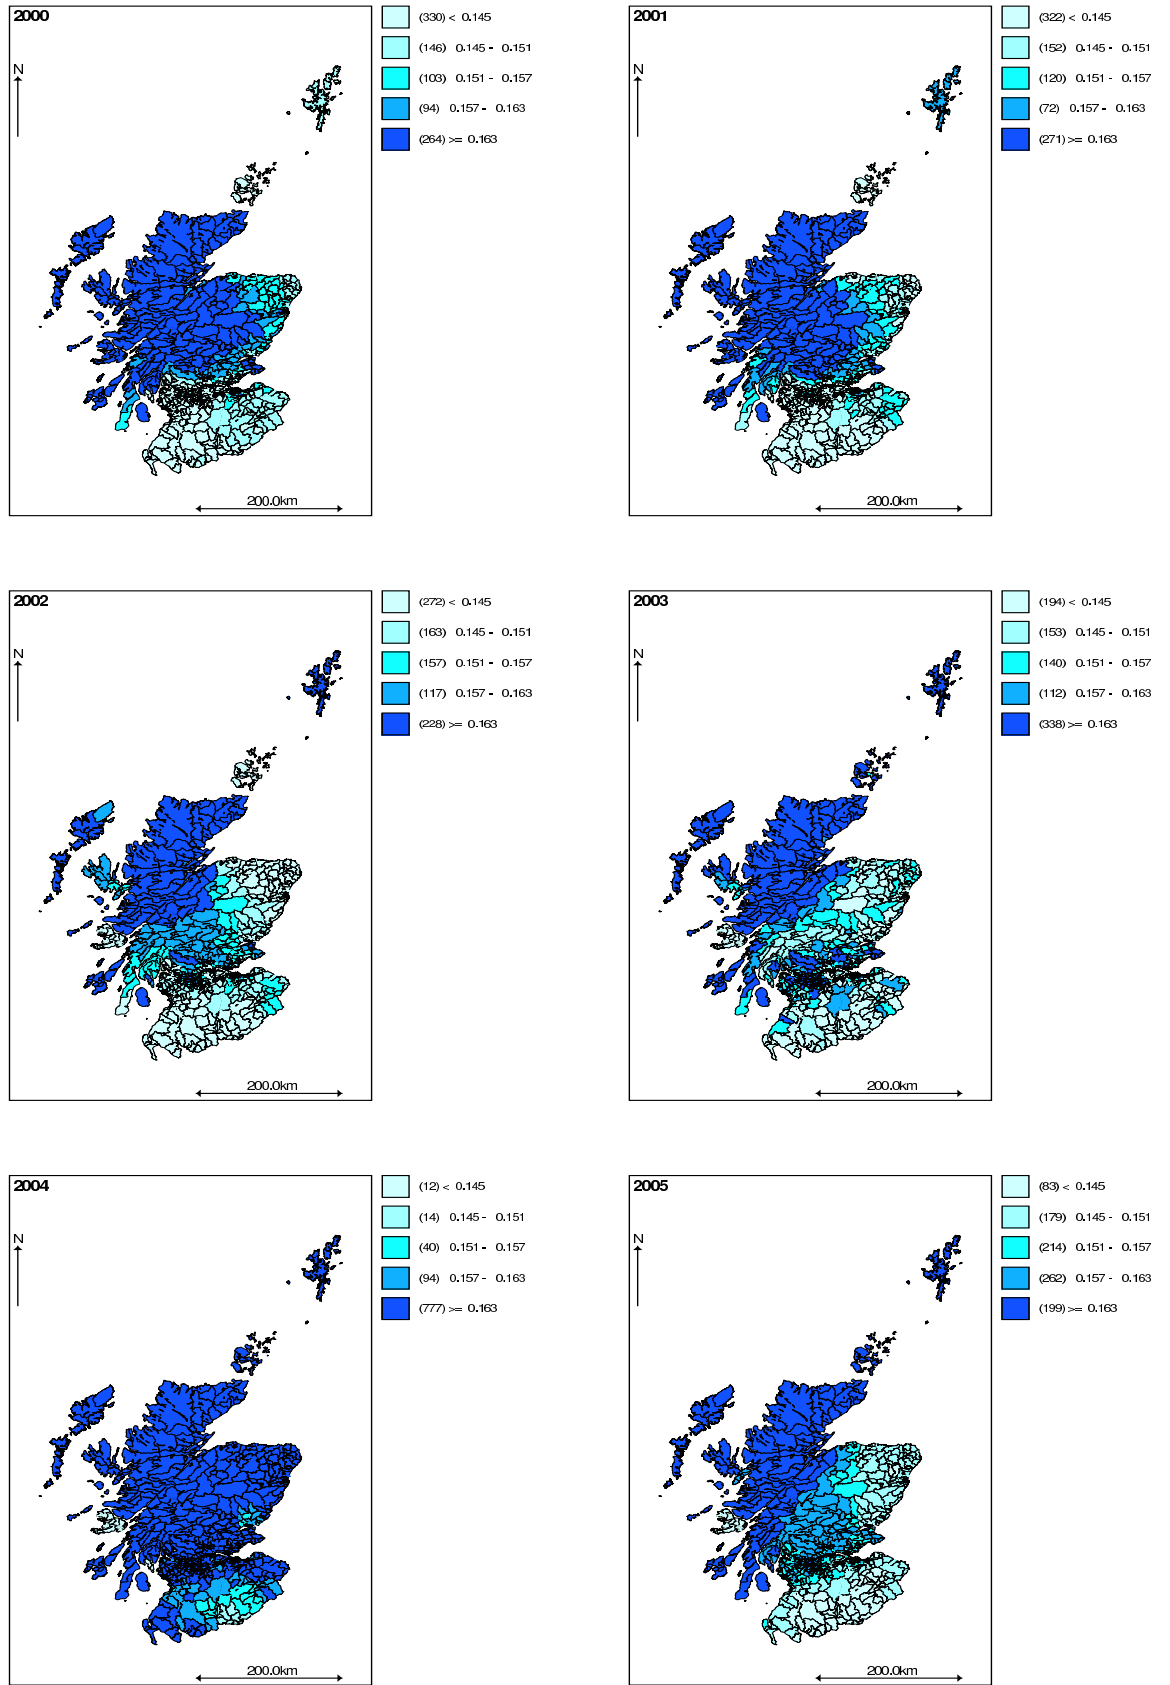 2000
(330) < 0.145
(146) 0.145 - 0.151
(103) 0.151 - 0.157
(94) 0.157 - 0.163
(264) >= 0.163
N
200.0km
2001
(322) < 0.145
(152) 0.145 - 0.151
(120) 0.151 - 0.157
(72) 0.157 - 0.163
(271) >= 0.163
N
200.0km
2002
(272) < 0.145
(163) 0.145 - 0.151
(157) 0.151 - 0.157
(117) 0.157 - 0.163
(228) >= 0.163
N
200.0km
2003
(194) < 0.145
(153) 0.145 - 0.151
(140) 0.151 - 0.157
(112) 0.157 - 0.163
(338) >= 0.163
N
200.0km
2004
(12) < 0.145
(14) 0.145 - 0.151
(40) 0.151 - 0.157
(94) 0.157 - 0.163
(777) >= 0.163
N
200.0km
2005
(83) < 0.145
(179) 0.145 - 0.151
(214) 0.151 - 0.157
(262) 0.157 - 0.163
(199) >= 0.163
N
200.0km